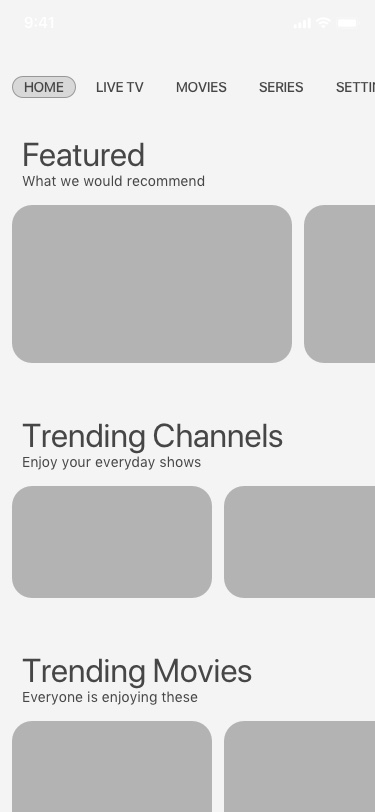 9:41
HOME LIVE TV MOVIES SERIES SETTIN
Featured
What we would recommend
Trending Channels
Enjoy your everyday shows
Trending Movies
Everyone is enjoying these